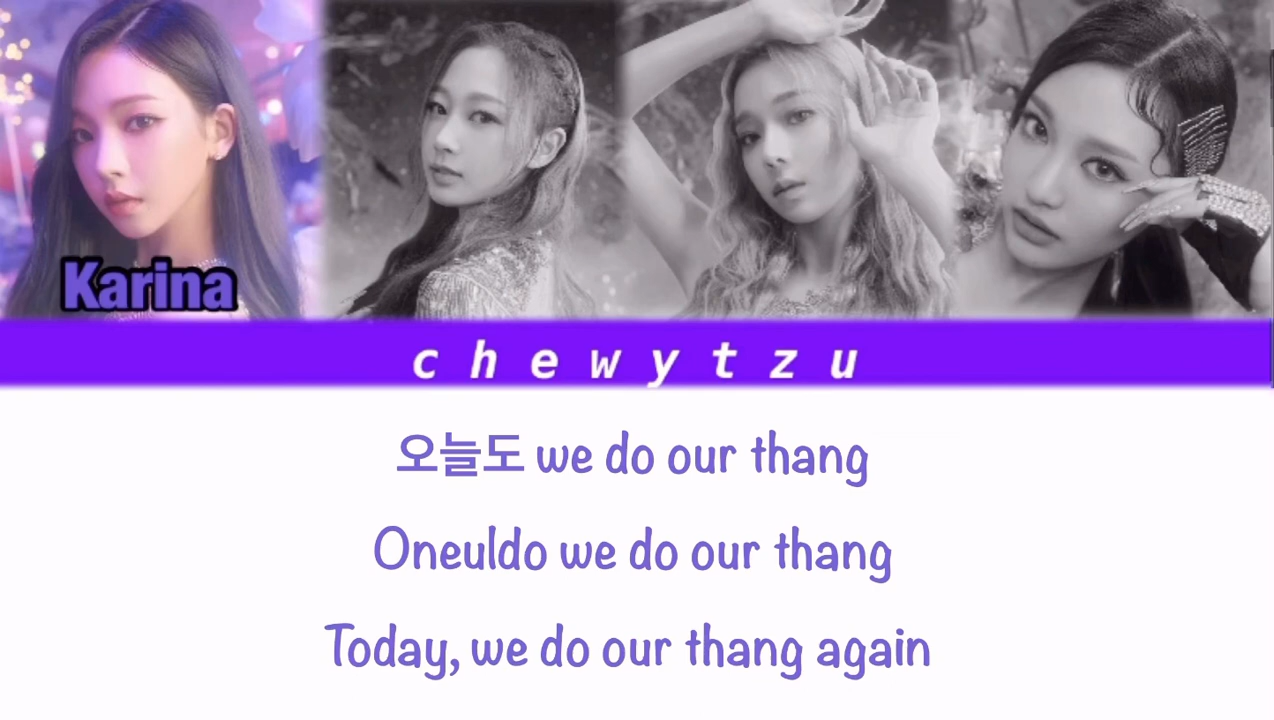 Karina
chewytzu
오늘도 we do our thang
Oneuldo we do our thang
Today, we do our thang again